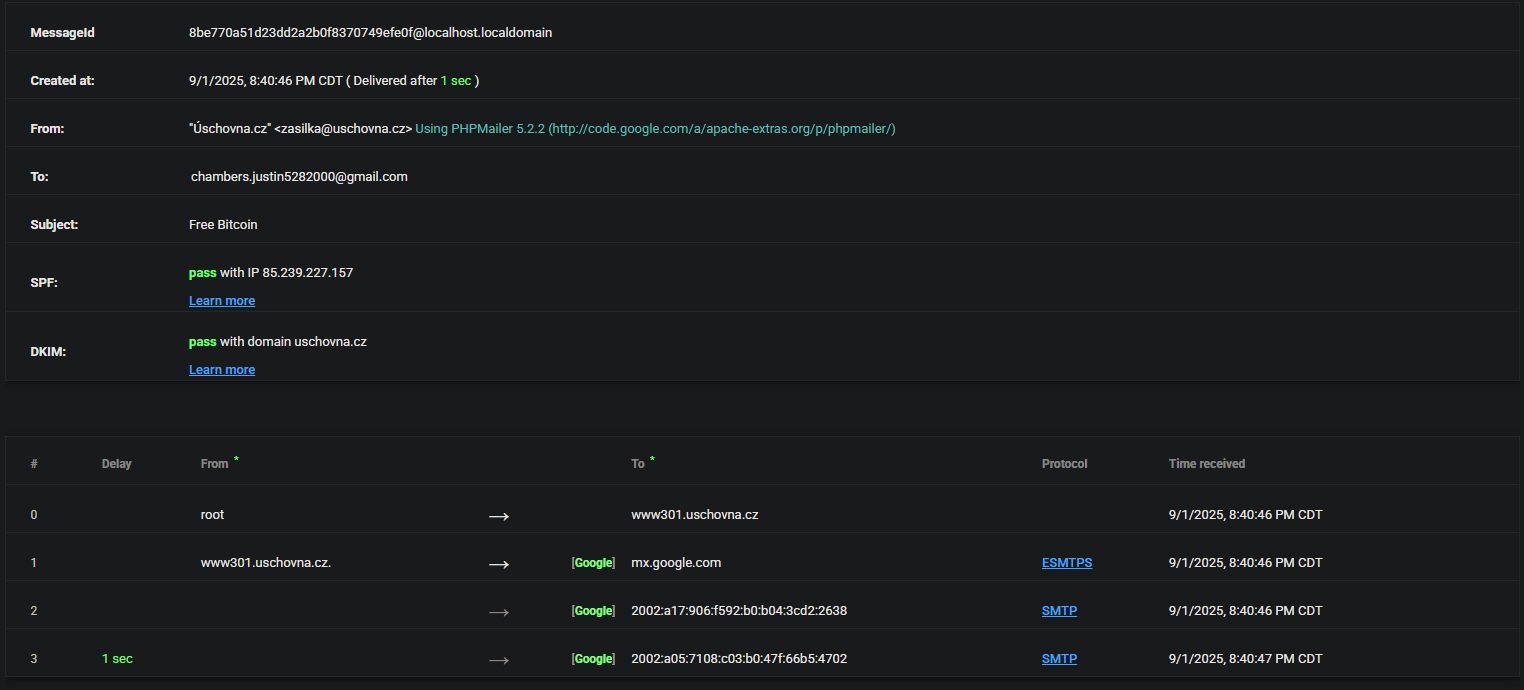 MessageId 8be770a51d23dd2a2b0f8370749efe0f@localhost.localdomain
Created at: 9/1/2025, 8:40:46 PM CDT ( Delivered after 1 sec )
From: "Úschovna.cz" <zasilka@uschovna.cz> Using PHPMailer 5.2.2 (http://code.google.com/a/apache-extras.org/p/phpmailer/)
To: chambers.justin5282000@gmail.com
Subject: Free Bitcoin
SPF: pass with IP 85.239.227.157
Learn more
DKIM: pass with domain uschovna.cz
Learn more
# Delay From * To * Protocol Time received
0 root → www301.uschovna.cz 9/1/2025, 8:40:46 PM CDT
1 www301.uschovna.cz. → [Google] mx.google.com ESMTPS 9/1/2025, 8:40:46 PM CDT
2 → [Google] 2002:a17:906:f592:b0:b04:3cd2:2638 SMTP 9/1/2025, 8:40:46 PM CDT
3 1 sec → [Google] 2002:a05:7108:c03:b0:47f:66b5:4702 SMTP 9/1/2025, 8:40:47 PM CDT